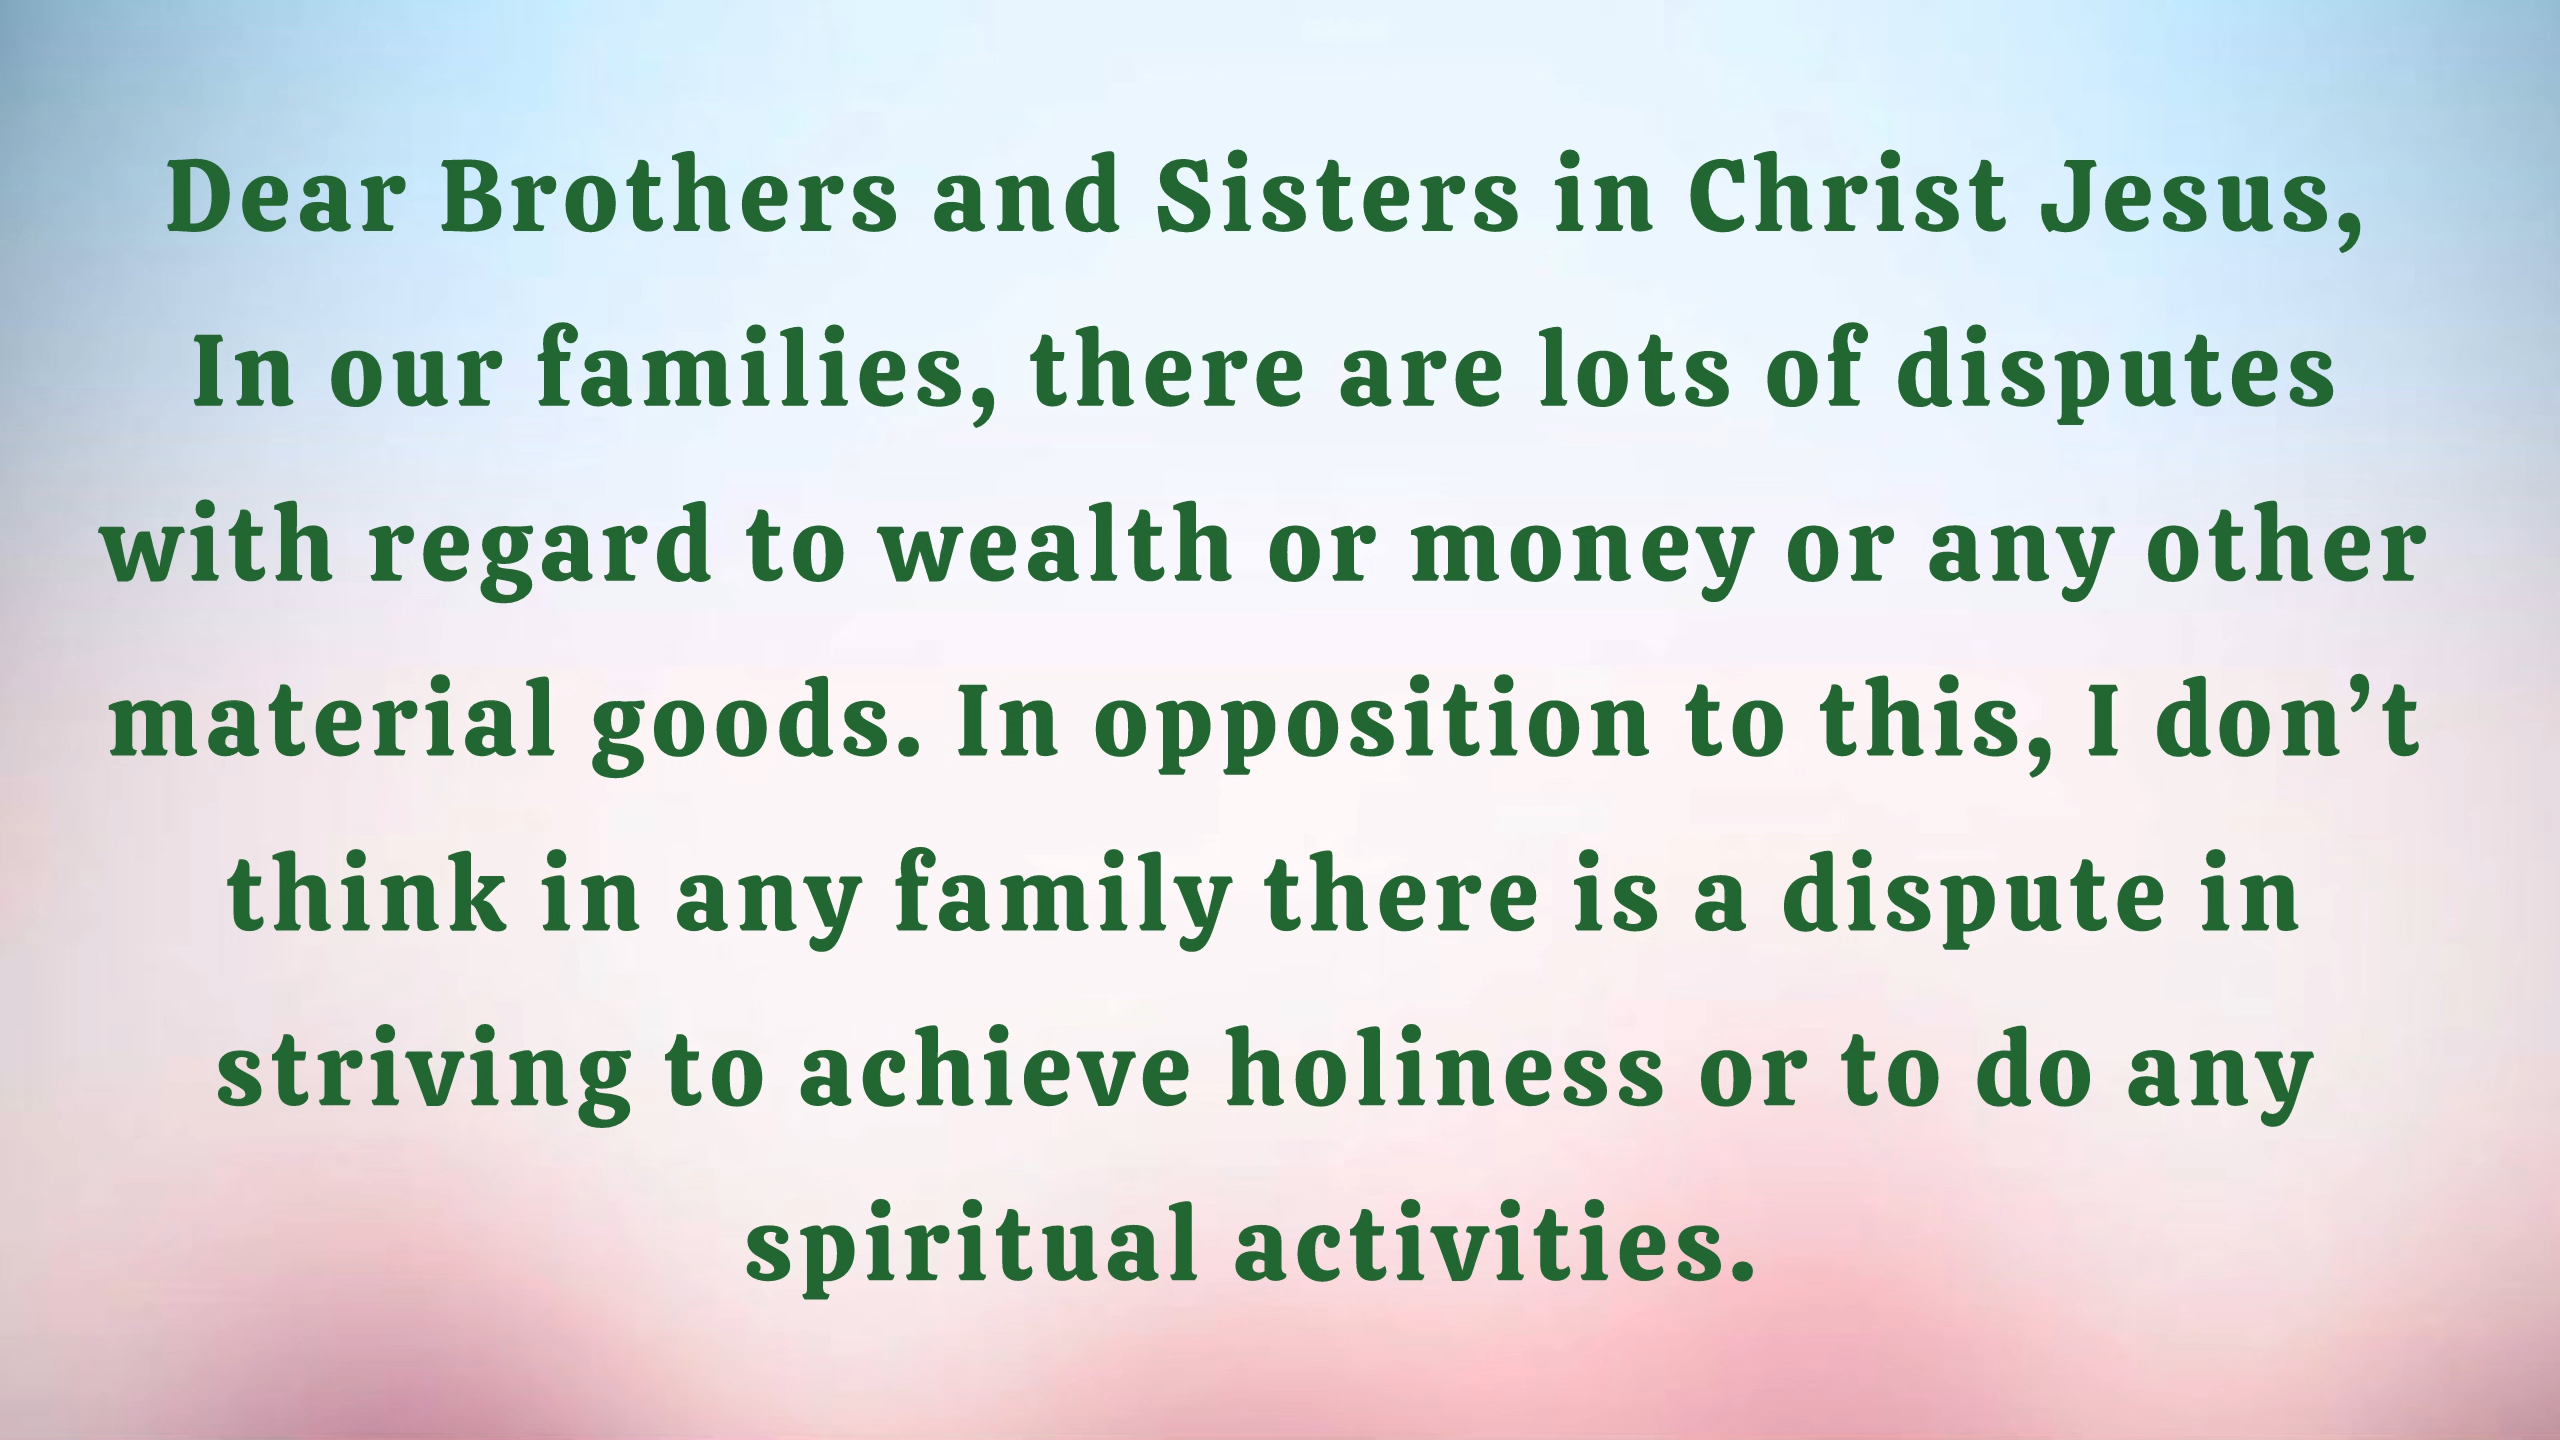 Dear Brothers and Sisters in Christ Jesus,
In our families, there are lots of disputes
with regard to wealth or money or any other
material goods. In opposition to this, I don’t
think in any family there is a dispute in
striving to achieve holiness or to do any
spiritual activities.